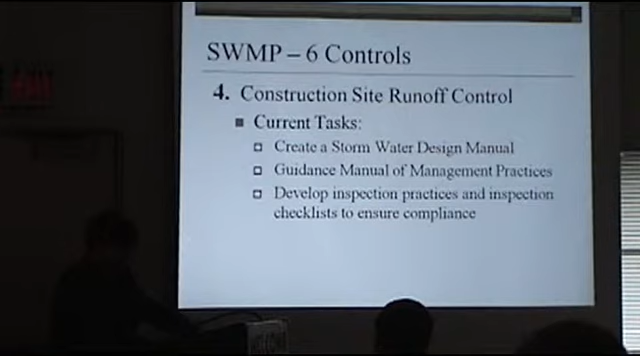 SWMP – 6 Controls
4. Construction Site Runoff Control
Current Tasks:
Create a Storm Water Design Manual
Guidance Manual of Management Practices
Develop inspection practices and inspection
checklists to ensure compliance